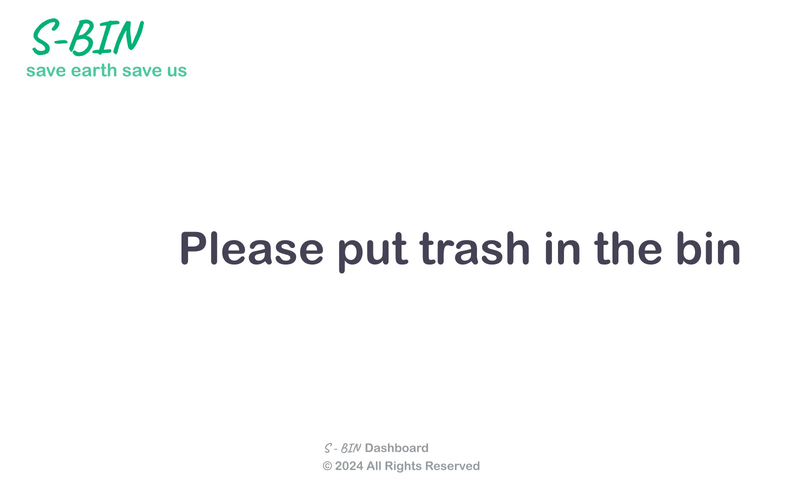 S-BIN
save earth save us
Please put trash in the bin
S - BIN Dashboard
© 2024 All Rights Reserved